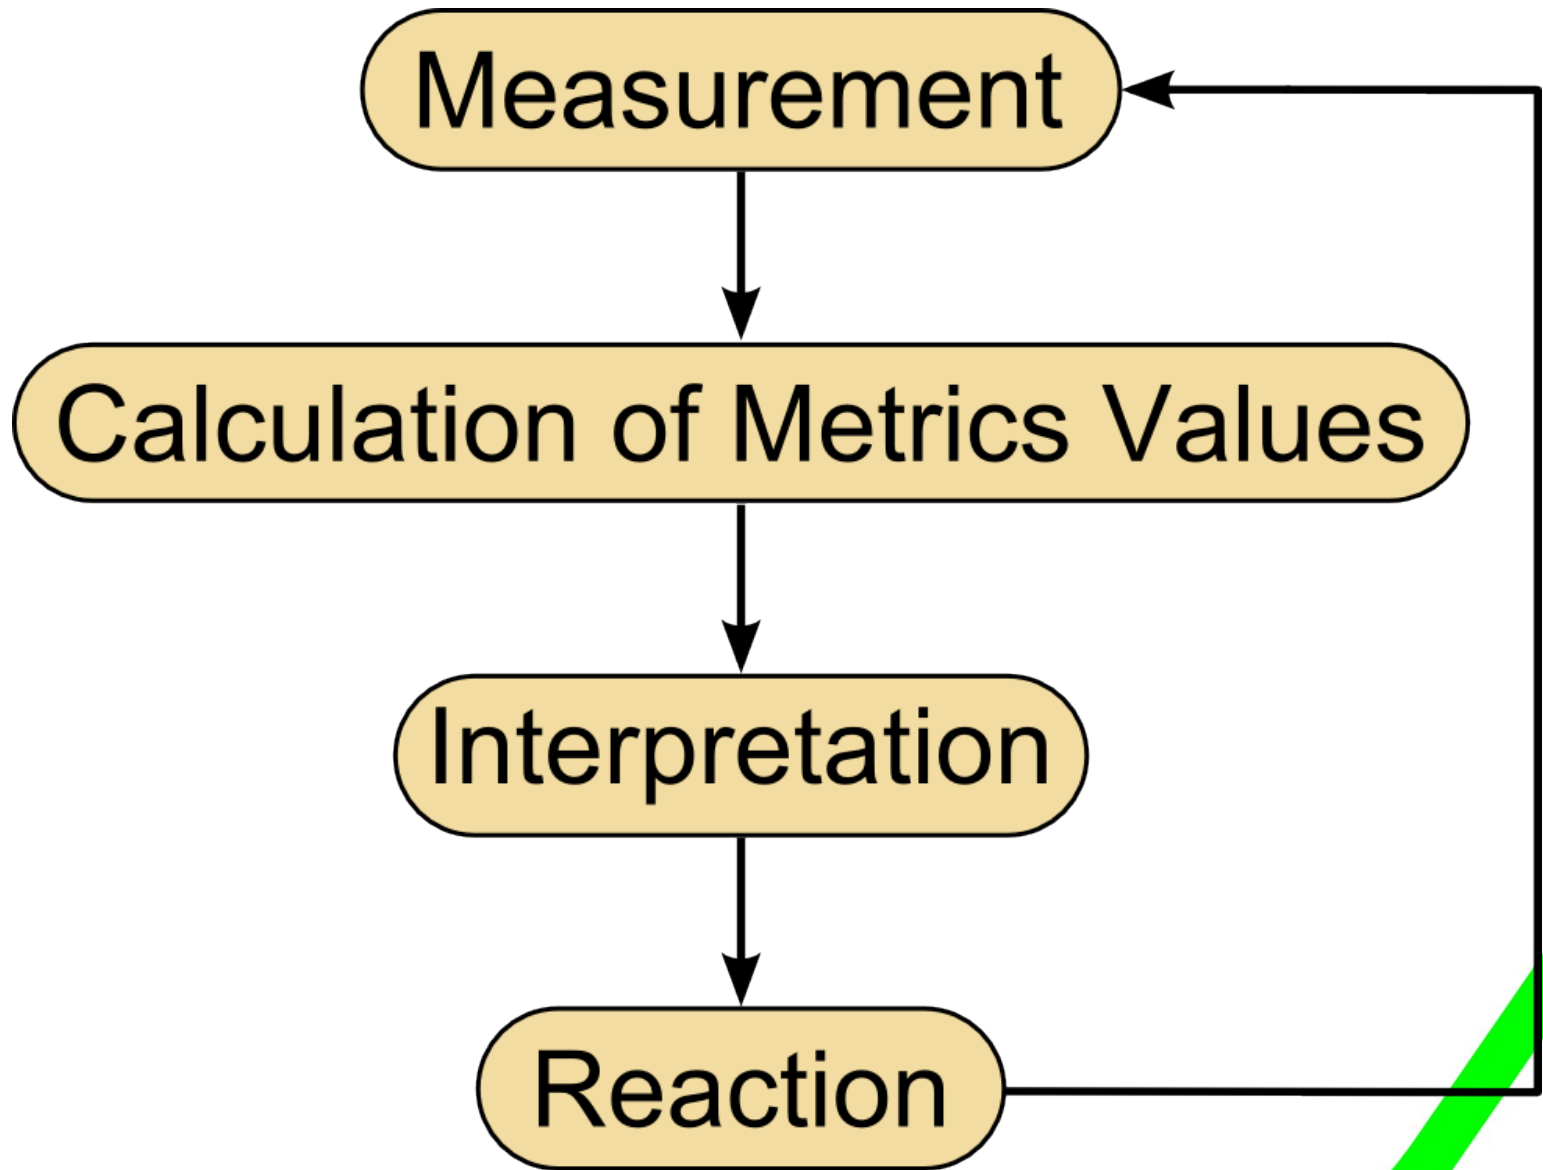 Measurement
Calculation of Metrics Values
Interpretation
Reaction